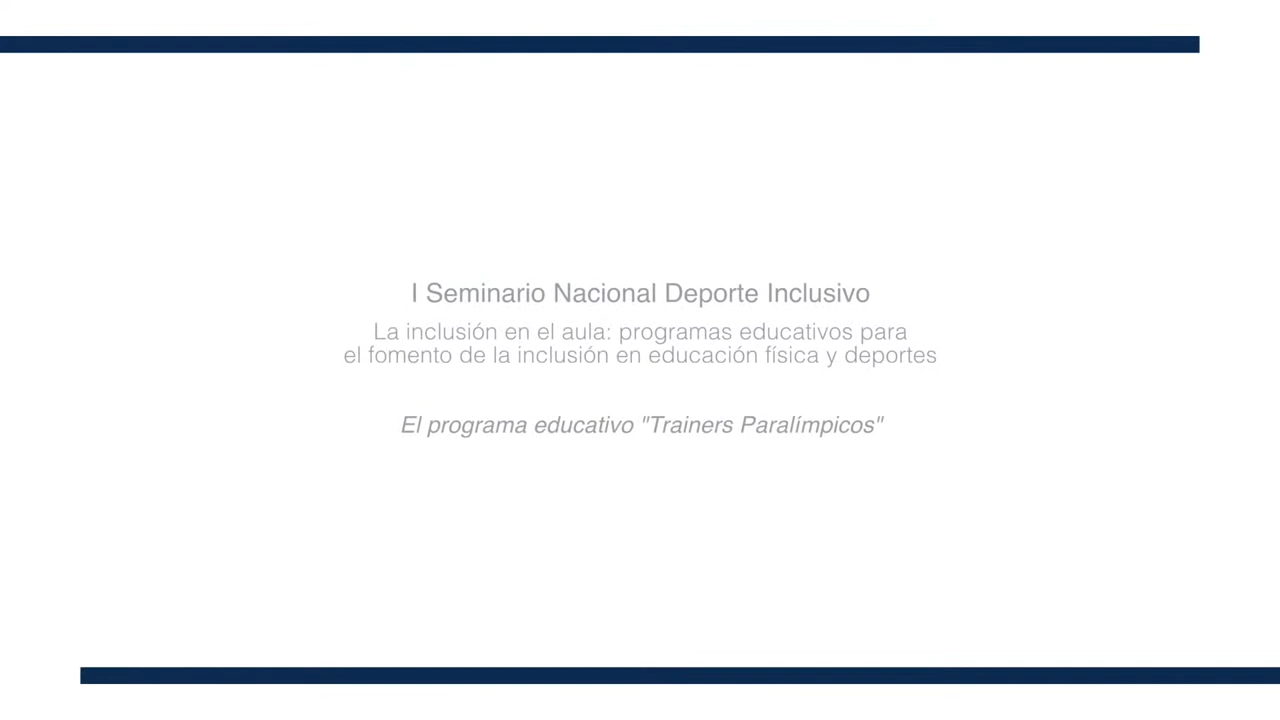 I Seminario Nacional Deporte Inclusivo
La inclusión en el aula: programas educativos para
el fomento de la inclusión en educación física y deportes
El programa educativo "Trainers Paralímpicos"